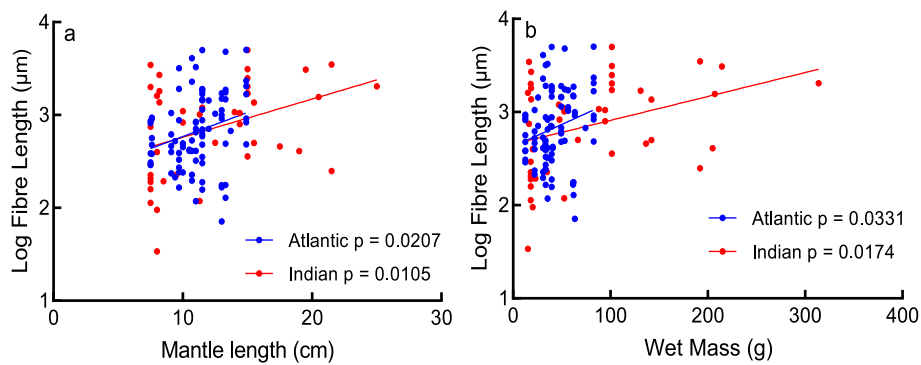 a
Log Fibre Length (μm)
4
3
2
1
0
10
20
30
Mantle length (cm)
Atlantic p = 0.0207
Indian p = 0.0105
b
Log Fibre Length (μm)
4
3
2
1
0
100
200
300
400
Wet Mass (g)
Atlantic p = 0.0331
Indian p = 0.0174